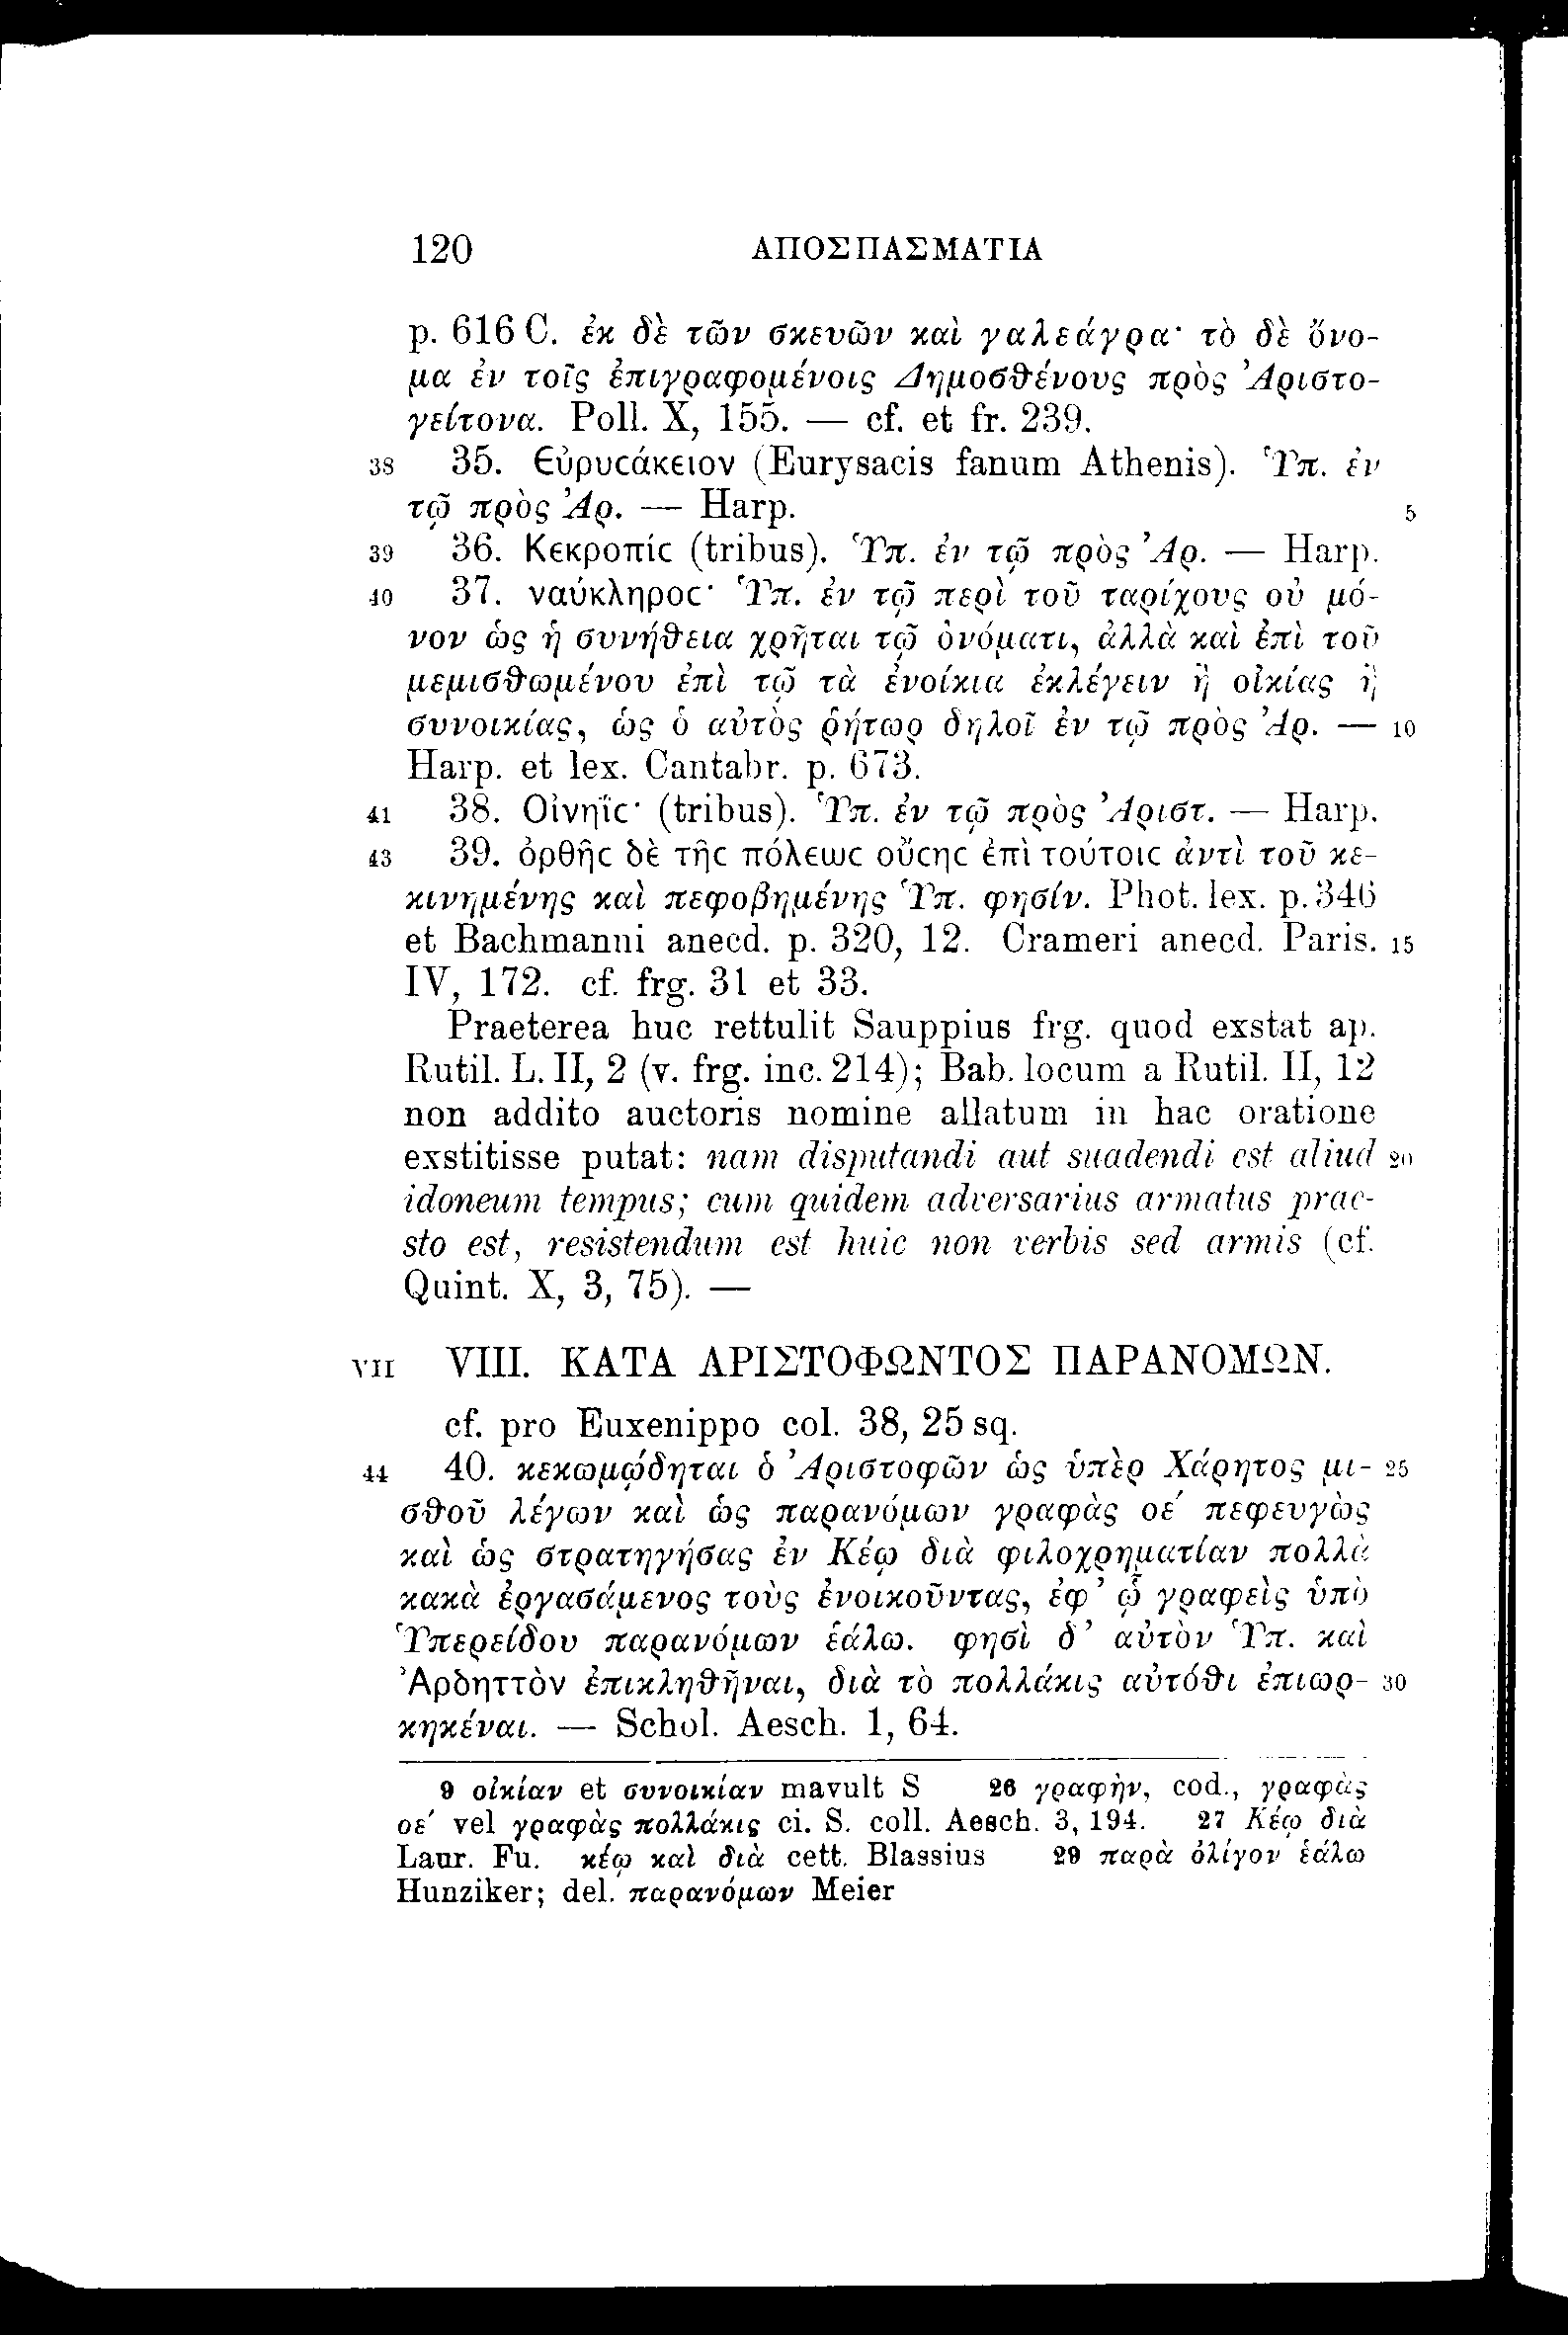 120 ΑΠΟΣΠΑΣΜΑΤΙΑ
p. 616 C. ἐκ δὲ τῶν σκευῶν καὶ γαλεάγρα· τὸ δὲ ὄνο-
μα ἐν τοῖς ἐπιγραφομένοις Δημοσθένους πρὸς Ἀριστο-
γείτονα. Poll. X, 155. — cf. et fr. 239.
38 35. Εὐρυϲάκειον (Eurysacis fanum Athenis). Ὑπ. ἐν
τῷ πρὸς Ἀρ. — Harp. 5
39 36. Κεκροπίϲ (tribus). Ὑπ. ἐν τῷ πρὸς Ἀρ. — Harp.
40 37. ναύκληροϲ· Ὑπ. ἐν τῷ περὶ τοῦ ταρίχους οὐ μό-
νον ὡς ἡ συνήθεια χρῆται τῷ ὀνόματι, ἀλλὰ καὶ ἐπὶ τοῦ
μεμισθωμένου ἐπὶ τῷ τὰ ἐνοίκια ἐκλέγειν ἢ οἰκίας ἢ
συνοικίας, ὡς ὁ αὐτὸς ῥήτωρ δηλοῖ ἐν τῷ πρὸς Ἀρ. — 10
Harp. et lex. Cantabr. p. 673.
41 38. Οἰνηΐϲ· (tribus). Ὑπ. ἐν τῷ πρὸς Ἀριστ. — Harp.
43 39. ὀρθῆϲ δὲ τῆϲ πόλεωϲ οὔϲηϲ ἐπὶ τούτοιϲ ἀντὶ τοῦ κε-
κινημένης καὶ πεφοβημένης Ὑπ. φησίν. Phot. lex. p. 346
et Bachmanni anecd. p. 320, 12. Crameri anecd. Paris. 15
IV, 172. cf. frg. 31 et 33.
Praeterea huc rettulit Sauppius frg. quod exstat ap.
Rutil. L. II, 2 (v. frg. inc. 214); Bab. locum a Rutil. II, 12
non addito auctoris nomine allatum in hac oratione
exstitisse putat: nam disputandi aut suadendi est aliud 20
idoneum tempus; cum quidem adversarius armatus prae-
sto est, resistendum est huic non verbis sed armis (cf.
Quint. X, 3, 75). —
VII VIII. ΚΑΤΑ ΑΡΙΣΤΟΦΩΝΤΟΣ ΠΑΡΑΝΟΜΩΝ.
cf. pro Euxenippo col. 38, 25 sq.
44 40. κεκωμῴδηται ὁ Ἀριστοφῶν ὡς ὑπὲρ Χάρητος μι- 25
σθοῦ λέγων καὶ ὡς παρανόμων γραφὰς οε′ πεφευγὼς
καὶ ὡς στρατηγήσας ἐν Κέῳ διὰ φιλοχρηματίαν πολλὰ
κακὰ ἐργασάμενος τοὺς ἐνοικοῦντας, ἐφ’ ᾧ γραφεὶς ὑπὸ
Ὑπερείδου παρανόμων ἑάλω. φησὶ δ’ αὐτὸν Ὑπ. καὶ
Ἀρδηττὸν ἐπικληθῆναι, διὰ τὸ πολλάκις αὐτόθι ἐπιωρ- 30
κηκέναι. — Schol. Aesch. 1, 64.
9 οἰκίαν et συνοικίαν mavult S 26 γραφὴν, cod., γραφὰς
οε′ vel γραφὰς πολλάκις ci. S. coll. Aesch. 3, 194. 27 Κέῳ διὰ
Laur. Fu. κέῳ καὶ διὰ cett. Blassius 29 παρὰ ὀλίγον ἑάλω
Hunziker; del. παρανόμων Meier